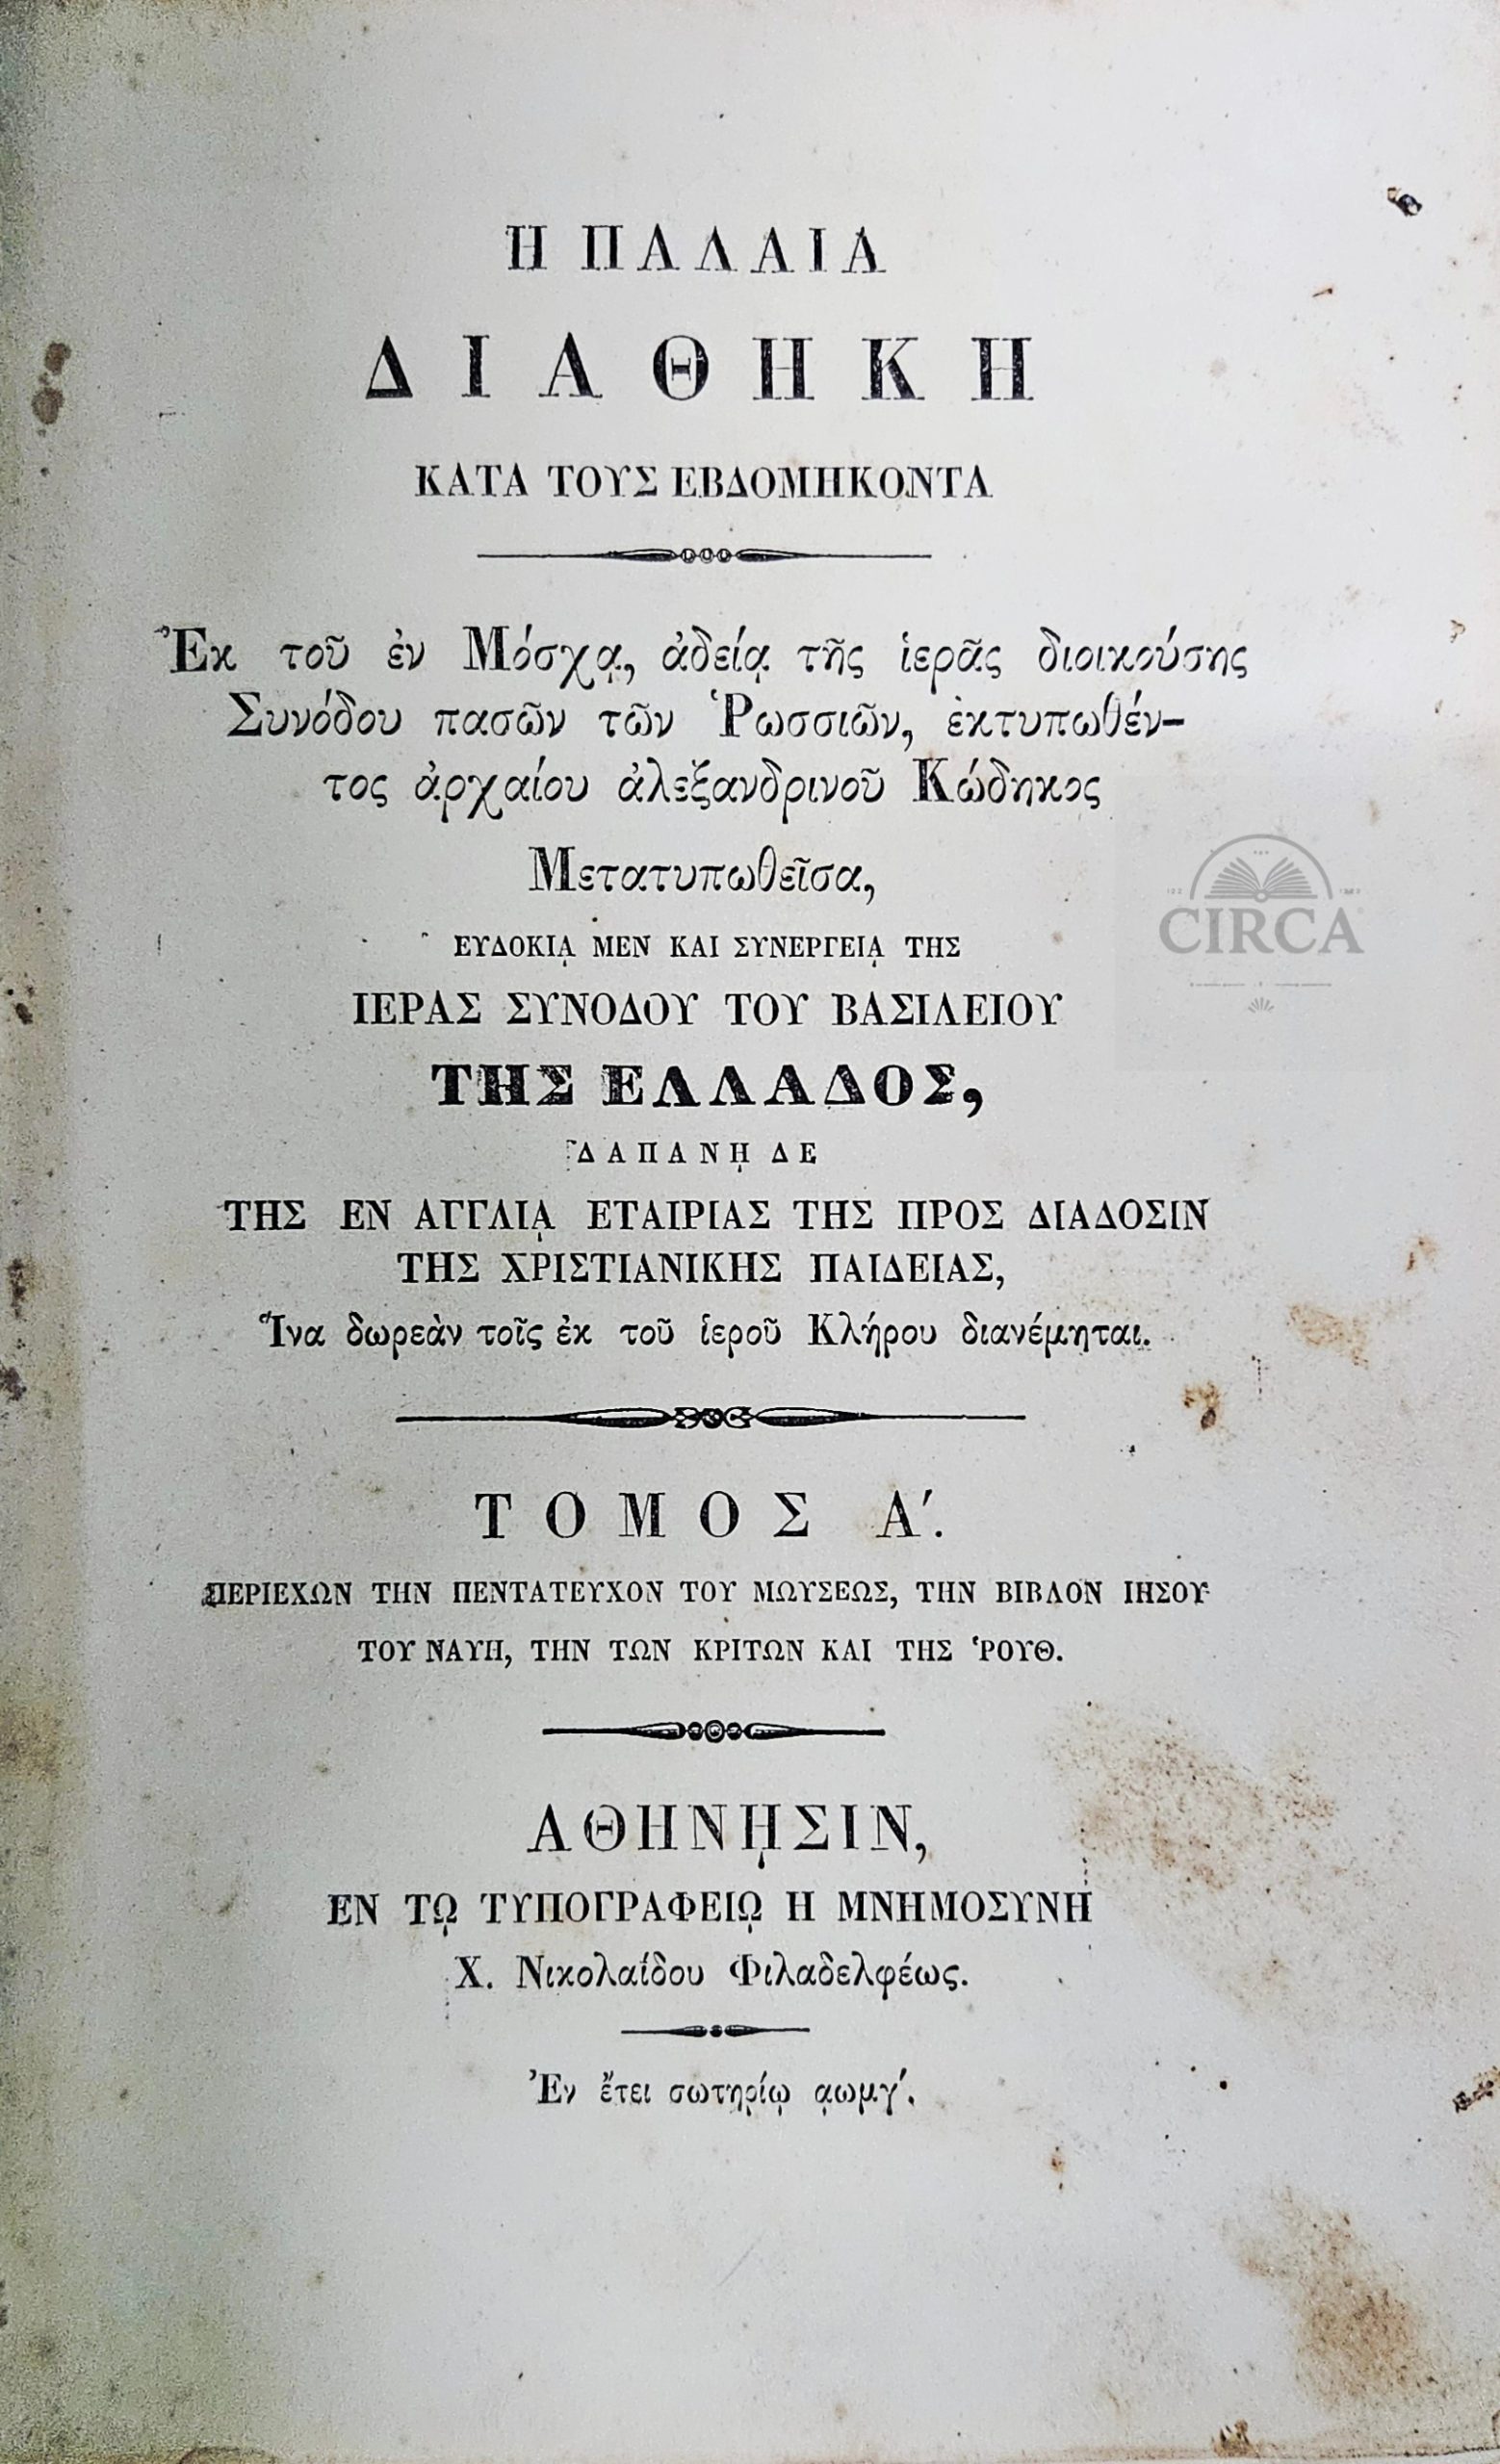 Η ΠΑΛΑΙΑ
ΔΙΑΘΗΚΗ
ΚΑΤΑ ΤΟΥΣ ΕΒΔΟΜΗΚΟΝΤΑ
Ἐκ τοῦ ἐν Μόσχᾳ, ἀδείᾳ τῆς ἱερᾶς διοικούσης
Συνόδου πασῶν τῶν Ῥωσσιῶν, ἐκτυπωθέν-
τος ἀρχαίου ἀλεξανδρινοῦ Κώδηκος
Μετατυπωθεῖσα,
ΕΥΔΟΚΙᾼ ΜΕΝ ΚΑΙ ΣΥΝΕΡΓΕΙᾼ ΤΗΣ
ΙΕΡΑΣ ΣΥΝΟΔΟΥ ΤΟΥ ΒΑΣΙΛΕΙΟΥ
ΤΗΣ ΕΛΛΑΔΟΣ,
ΔΑΠΑΝῌ ΔΕ
ΤΗΣ ΕΝ ΑΓΓΛΙᾼ ΕΤΑΙΡΙΑΣ ΤΗΣ ΠΡΟΣ ΔΙΑΔΟΣΙΝ
ΤΗΣ ΧΡΙΣΤΙΑΝΙΚΗΣ ΠΑΙΔΕΙΑΣ,
Ἵνα δωρεὰν τοῖς ἐκ τοῦ ἱεροῦ Κλήρου διανέμηται.
CIRCA
ΤΟΜΟΣ Α΄.
ΠΕΡΙΕΧΩΝ ΤΗΝ ΠΕΝΤΑΤΕΥΧΟΝ ΤΟΥ ΜΩΥΣΕΩΣ, ΤΗΝ ΒΙΒΛΟΝ ΙΗΣΟΥ
ΤΟΥ ΝΑΥΗ, ΤΗΝ ΤΩΝ ΚΡΙΤΩΝ ΚΑΙ ΤΗΣ ῬΟΥΘ.
ΑΘΗΝῌΣΙΝ,
ΕΝ Τῼ ΤΥΠΟΓΡΑΦΕΙῼ Η ΜΝΗΜΟΣΥΝΗ
Χ. Νικολαΐδου Φιλαδελφέως.
Ἐν ἔτει σωτηρίῳ ᾳωμγ΄.